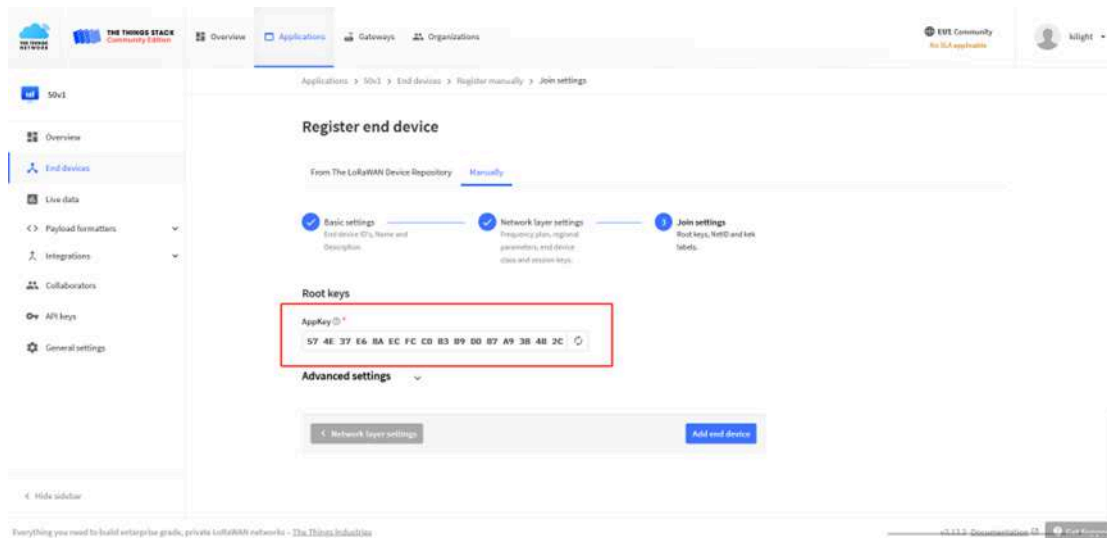 THE THINGS NETWORK
THE THINGS STACK
Community Edition
Overview
Applications
Gateways
Organizations
EU1 Community
No SLA applicable
kilight
50v1
Overview
End devices
Live data
Payload formatters
Integrations
Collaborators
API keys
General settings
< Hide sidebar
Applications > 50v1 > End devices > Register manually > Join settings
Register end device
From The LoRaWAN Device Repository
Manually
Basic settings
End device ID's, Name and
Description
Network layer settings
Frequency plan, regional
parameters, end device
class and session keys.
3
Join settings
Root keys, NetID and kek
labels.
Root keys
AppKey
57 4E 37 E6 8A EC FC CD 83 09 DD 87 A9 38 48 2C
Advanced settings
< Network layer settings
Add end device
Everything you need to build enterprise grade, private LoRaWAN networks – The Things Industries
Documentation